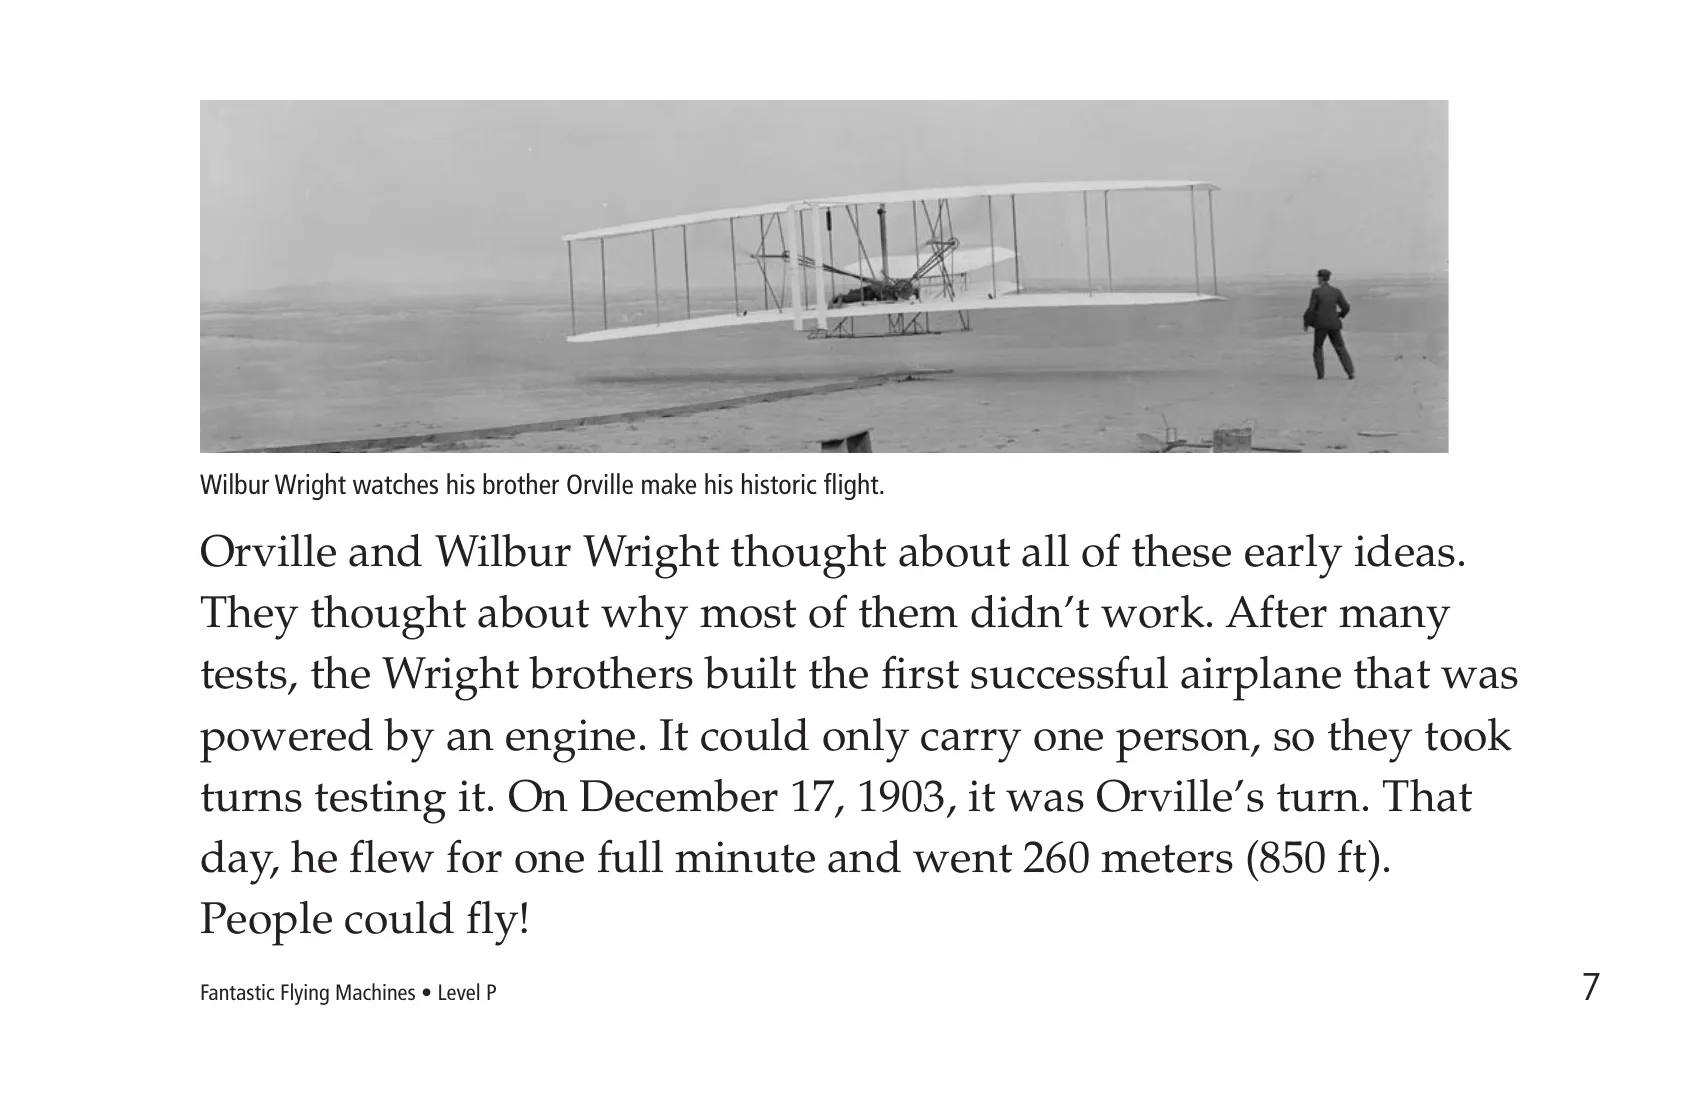 Wilbur Wright watches his brother Orville make his historic flight.
Orville and Wilbur Wright thought about all of these early ideas.
They thought about why most of them didn’t work. After many
tests, the Wright brothers built the first successful airplane that was
powered by an engine. It could only carry one person, so they took
turns testing it. On December 17, 1903, it was Orville’s turn. That
day, he flew for one full minute and went 260 meters (850 ft).
People could fly!
Fantastic Flying Machines • Level P
7